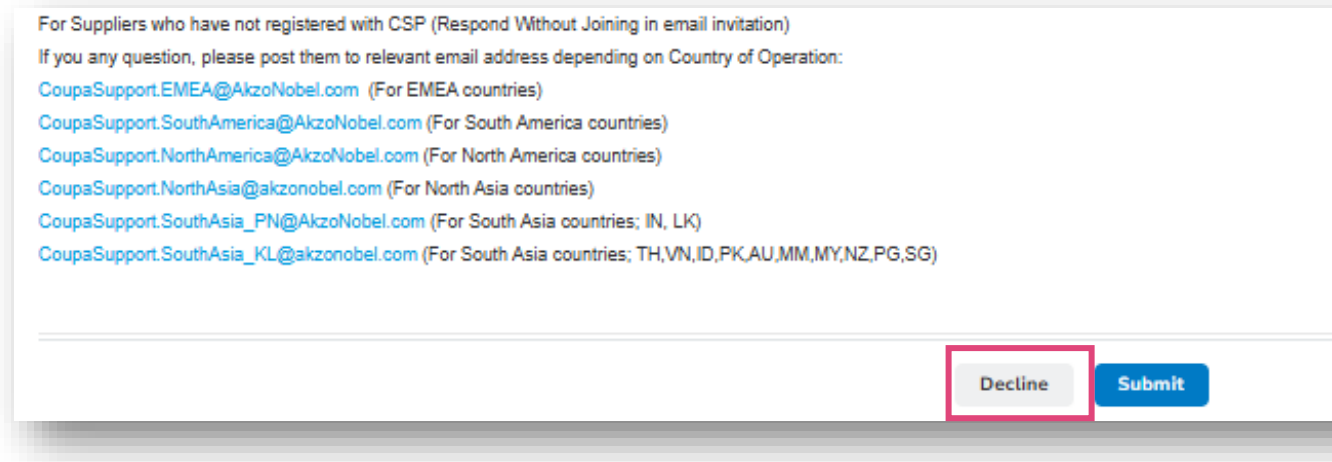 For Suppliers who have not registered with CSP (Respond Without Joining in email invitation)
If you any question, please post them to relevant email address depending on Country of Operation:
CoupaSupport.EMEA@AkzoNobel.com (For EMEA countries)
CoupaSupport.SouthAmerica@AkzoNobel.com (For South America countries)
CoupaSupport.NorthAmerica@AkzoNobel.com (For North America countries)
CoupaSupport.NorthAsia@akzonobel.com (For North Asia countries)
CoupaSupport.SouthAsia_PN@AkzoNobel.com (For South Asia countries; IN, LK)
CoupaSupport.SouthAsia_KL@akzonobel.com (For South Asia countries; TH,VN,ID,PK,AU,MM,MY,NZ,PG,SG)
Decline Submit